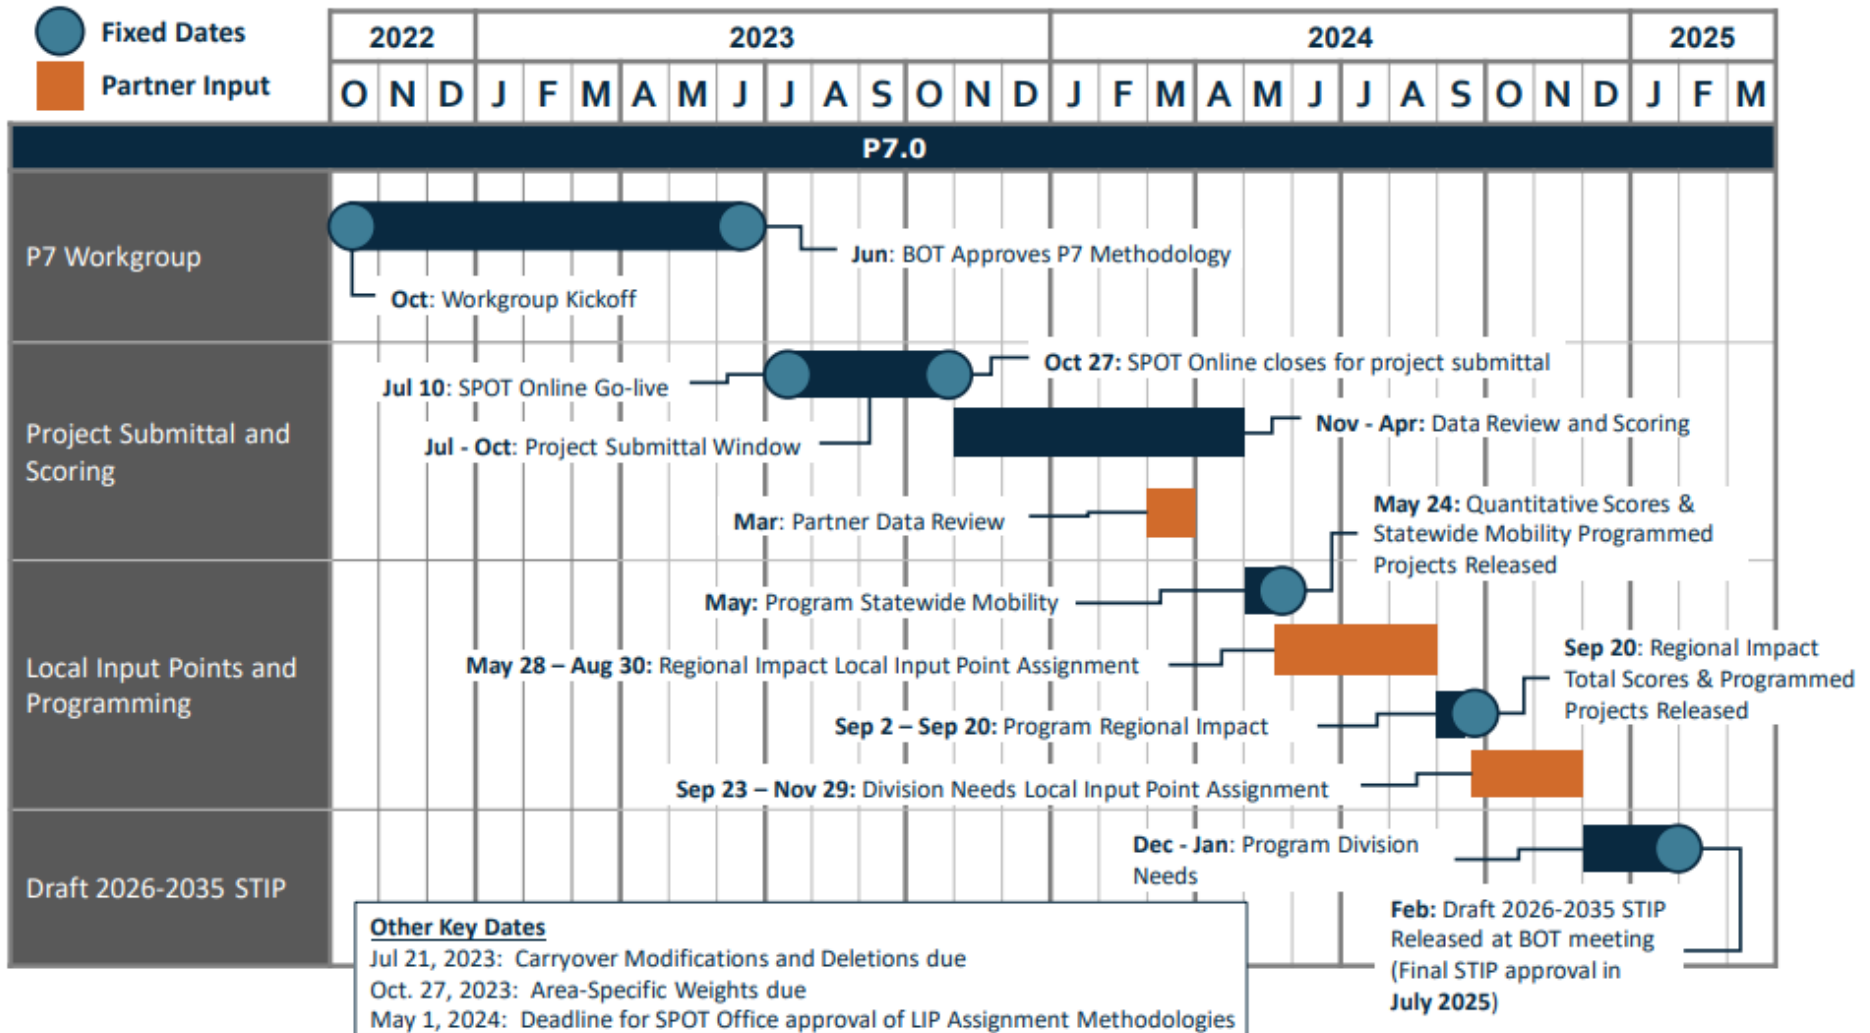 Fixed Dates
Partner Input
2022 2023 2024 2025
O N D J F M A M J J A S O N D J F M A M J J A S O N D J F M
P7.0
P7 Workgroup
Jun: BOT Approves P7 Methodology
Oct: Workgroup Kickoff
Project Submittal and
Scoring
Oct 27: SPOT Online closes for project submittal
Jul 10: SPOT Online Go-live
Jul - Oct: Project Submittal Window
Nov - Apr: Data Review and Scoring
Mar: Partner Data Review
May 24: Quantitative Scores &
Statewide Mobility Programmed
Projects Released
Local Input Points and
Programming
May: Program Statewide Mobility
May 28 – Aug 30: Regional Impact Local Input Point Assignment
Sep 20: Regional Impact
Total Scores & Programmed
Projects Released
Sep 2 – Sep 20: Program Regional Impact
Sep 23 – Nov 29: Division Needs Local Input Point Assignment
Draft 2026-2035 STIP
Dec - Jan: Program Division
Needs
Feb: Draft 2026-2035 STIP
Released at BOT meeting
(Final STIP approval in
July 2025)
Other Key Dates
Jul 21, 2023: Carryover Modifications and Deletions due
Oct. 27, 2023: Area-Specific Weights due
May 1, 2024: Deadline for SPOT Office approval of LIP Assignment Methodologies